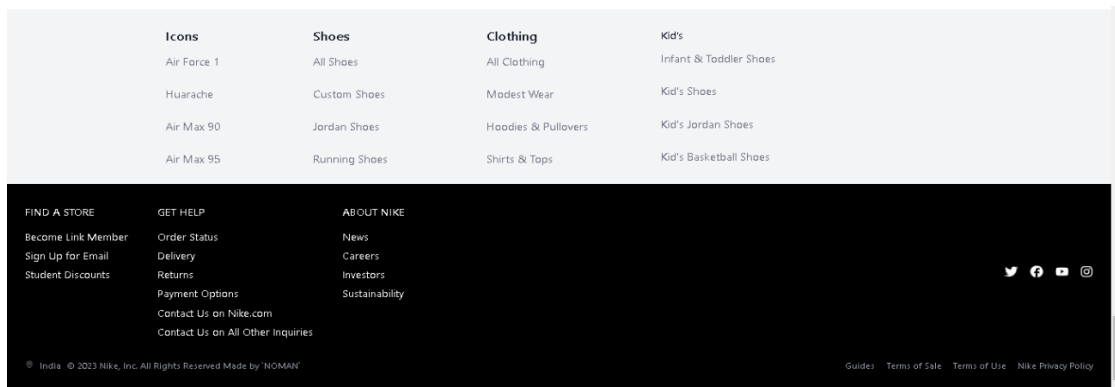 Icons
Air Force 1
Huarache
Air Max 90
Air Max 95
Shoes
All Shoes
Custom Shoes
Jordan Shoes
Running Shoes
Clothing
All Clothing
Modest Wear
Hoodies & Pullovers
Shirts & Tops
Kid's
Infant & Toddler Shoes
Kid's Shoes
Kid's Jordan Shoes
Kid's Basketball Shoes
FIND A STORE
Become Link Member
Sign Up for Email
Student Discounts
GET HELP
Order Status
Delivery
Returns
Payment Options
Contact Us on Nike.com
Contact Us on All Other Inquiries
ABOUT NIKE
News
Careers
Investors
Sustainability
India © 2023 Nike, Inc. All Rights Reserved Made by 'NOMAN'
Guides Terms of Sale Terms of Use Nike Privacy Policy